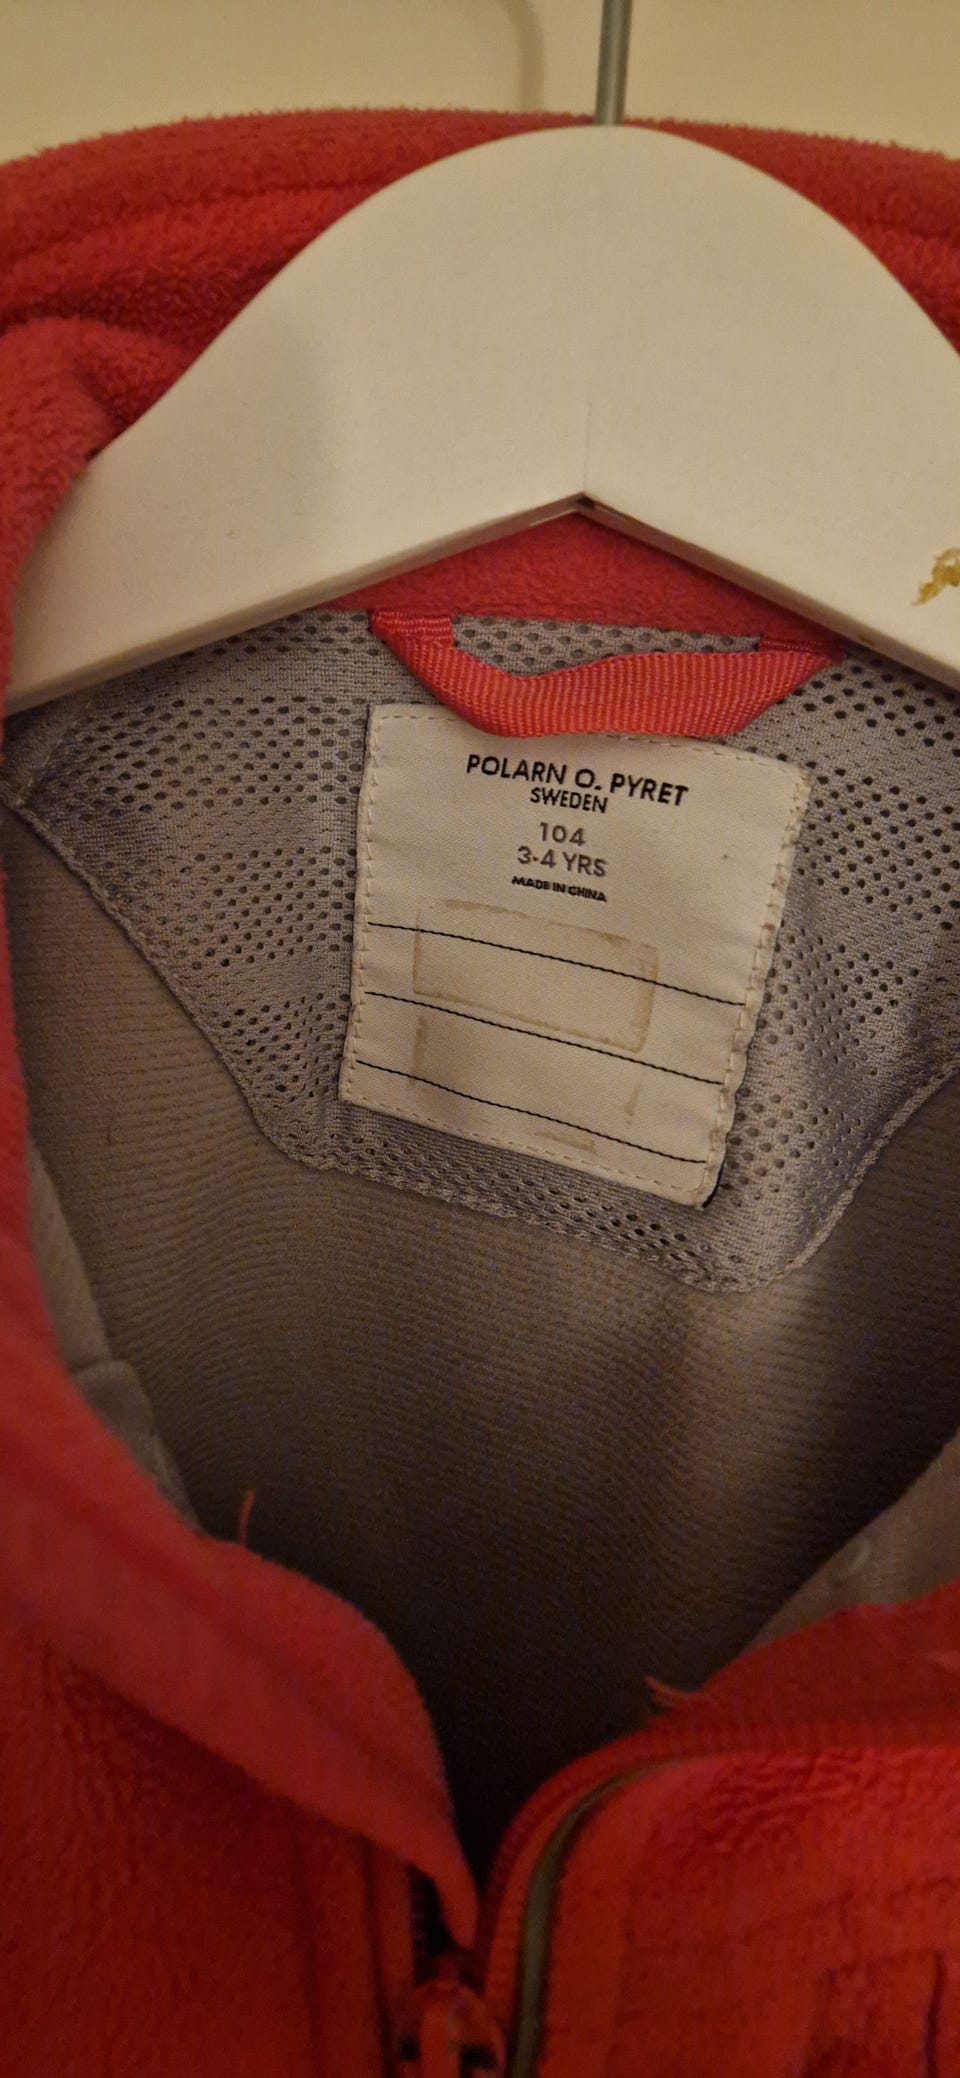 POLARN O. PYRET
SWEDEN
104
3-4 YRS
MADE IN CHINA